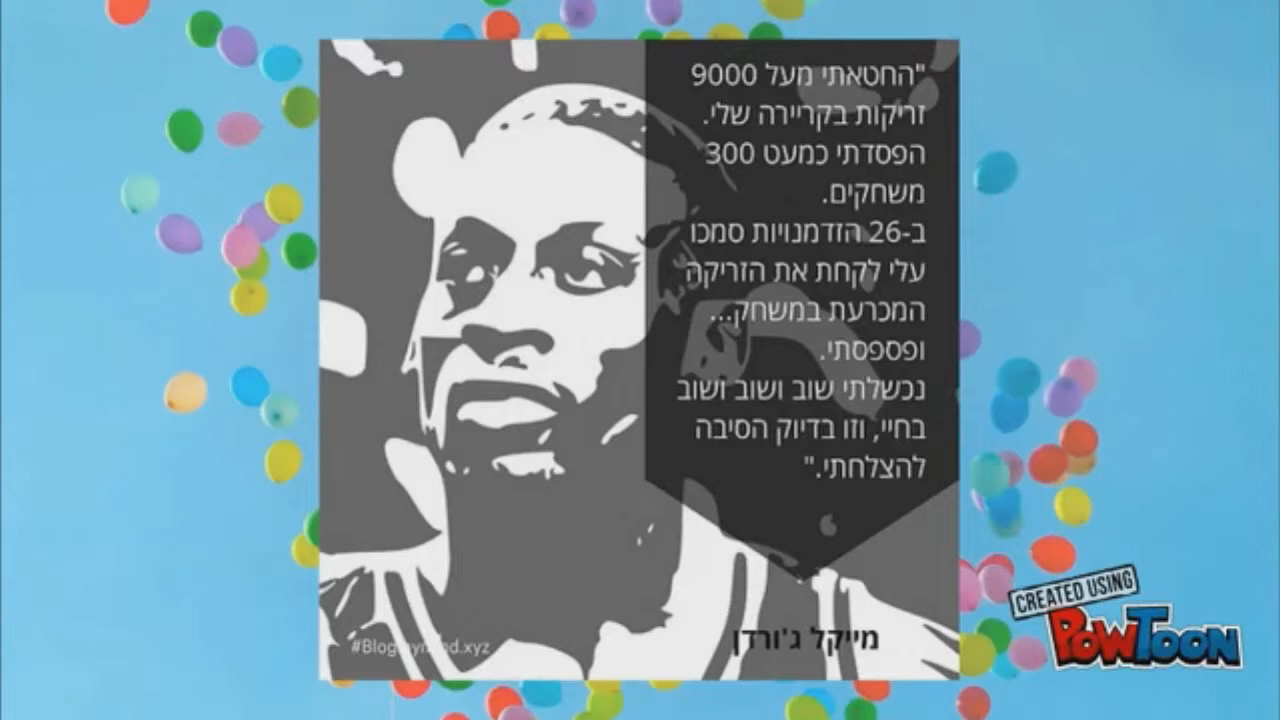 "החטאתי מעל 9000
זריקות בקריירה שלי.
הפסדתי כמעט 300
משחקים.
ב-26 הזדמנויות סמכו
עלי לקחת את הזריקה
המכרעת במשחק...
ופספסתי.
נכשלתי שוב ושוב ושוב
בחיי, וזו בדיוק הסיבה
להצלחתי."
מייקל ג'ורדן
CREATED USING
POWTOON